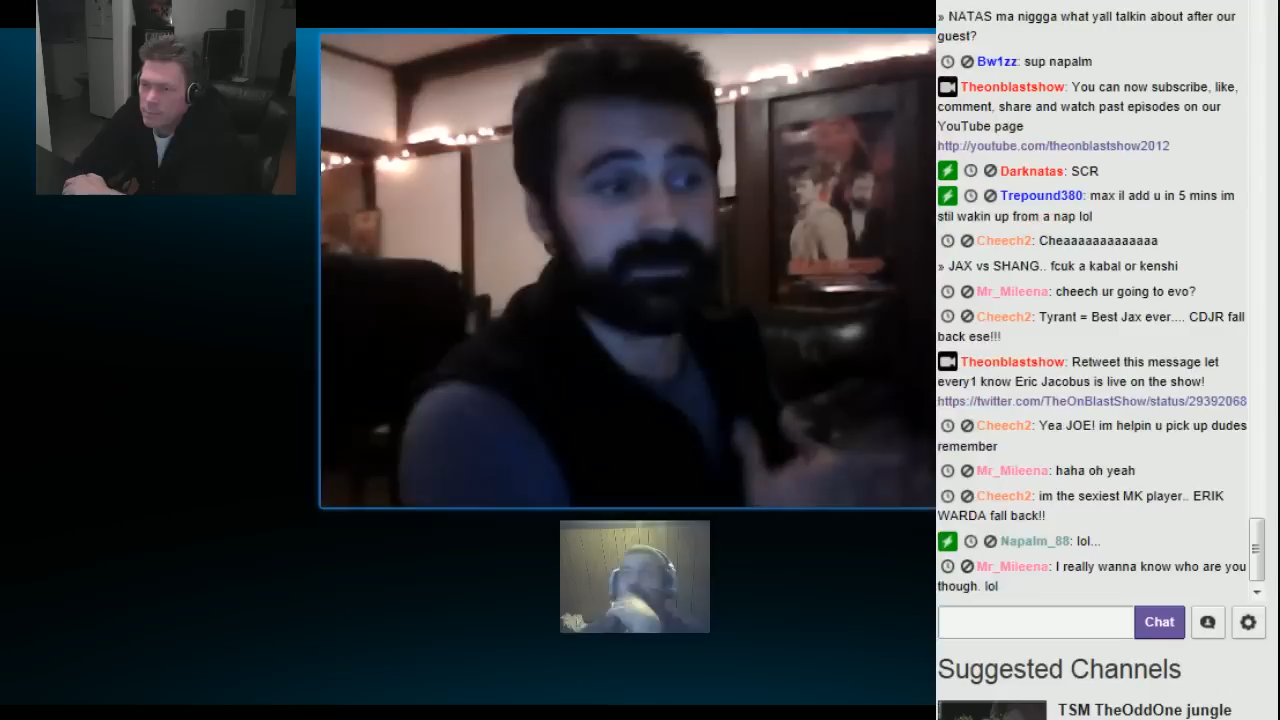 » NATAS ma niggga what yall talkin about after our
guest?
Bw1zz: sup napalm
Theonblastshow: You can now subscribe, like,
comment, share and watch past episodes on our
YouTube page
http://youtube.com/theonblastshow2012
Darknatas: SCR
Trepound380: max il add u in 5 mins im
stil wakin up from a nap lol
Cheech2: Cheaaaaaaaaaaaaa
» JAX vs SHANG.. fcuk a kabal or kenshi
Mr_Mileena: cheech ur going to evo?
Cheech2: Tyrant = Best Jax ever.... CDJR fall
back ese!!!
Theonblastshow: Retweet this message let
every1 know Eric Jacobus is live on the show!
https://twitter.com/TheOnBlastShow/status/29392068
Cheech2: Yea JOE! im helpin u pick up dudes
remember
Mr_Mileena: haha oh yeah
Cheech2: im the sexiest MK player.. ERIK
WARDA fall back!!
Napalm_88: lol...
Mr_Mileena: I really wanna know who are you
though. lol
Chat
Suggested Channels
TSM TheOddOne jungle